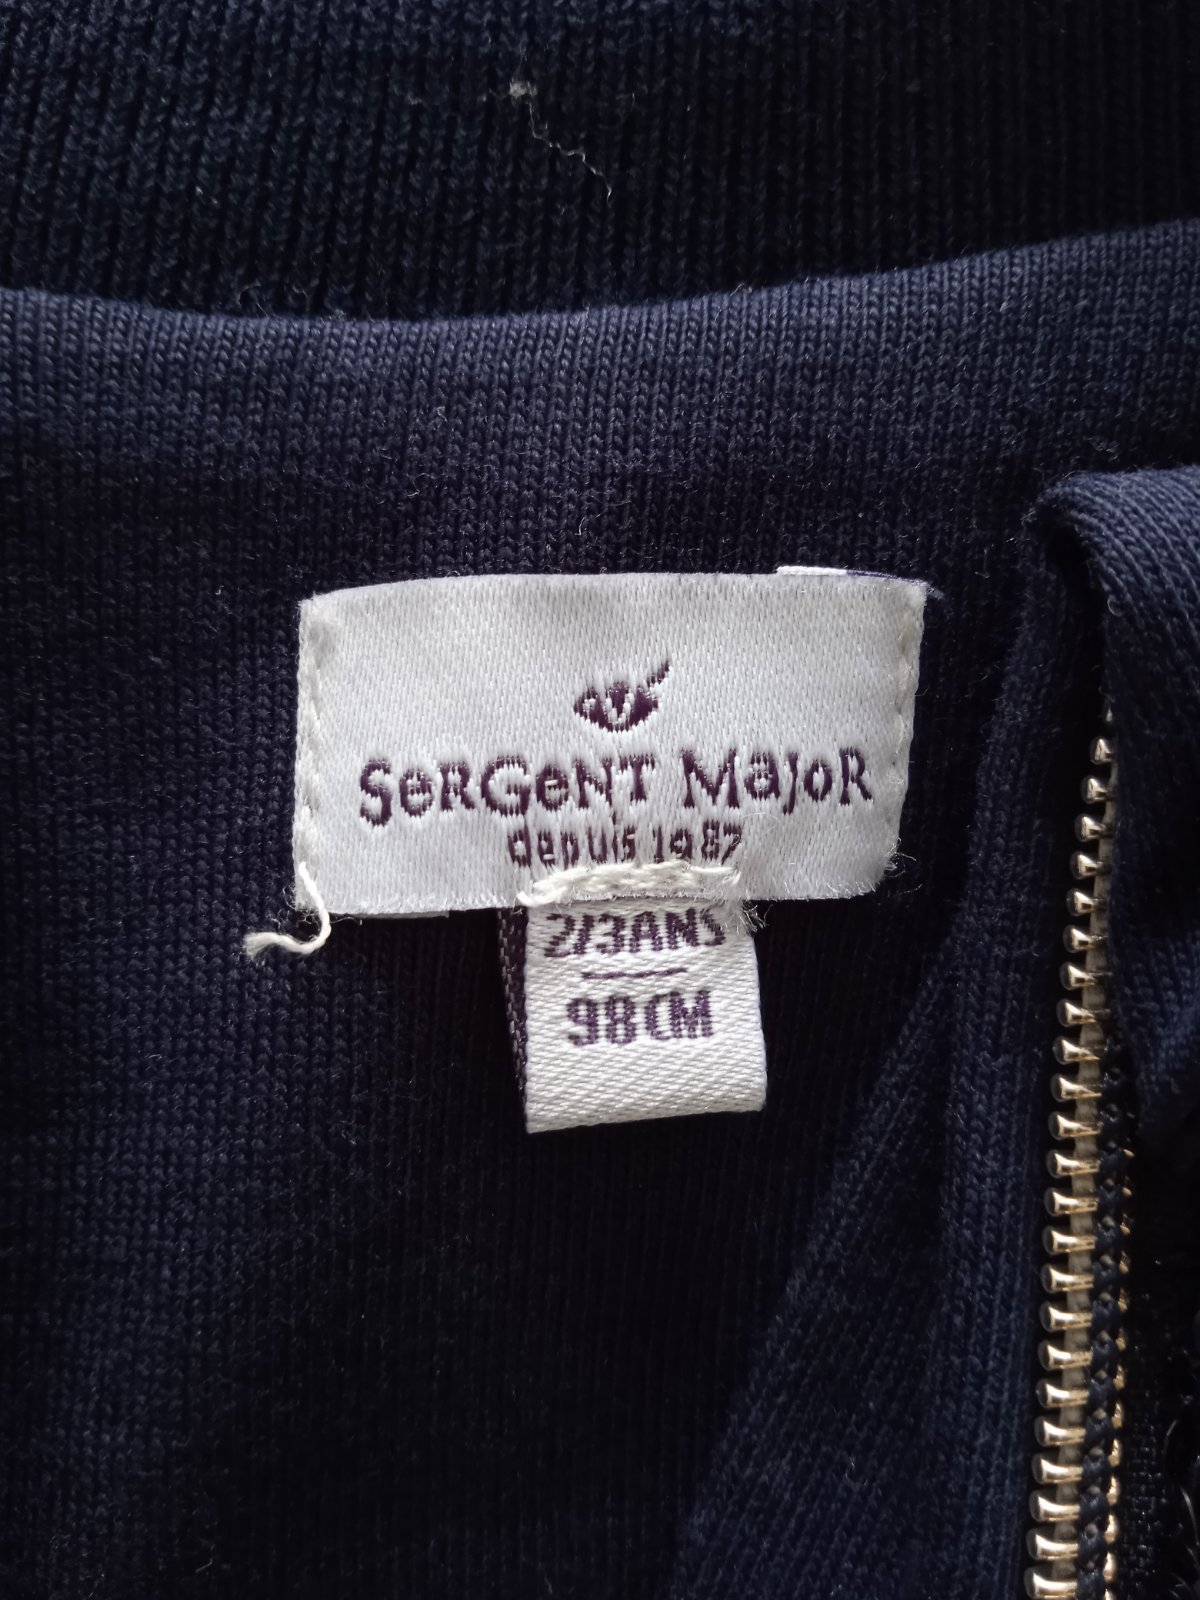 SeRGeNT MaJoR
depuis 1987
2/3ANS
98CM